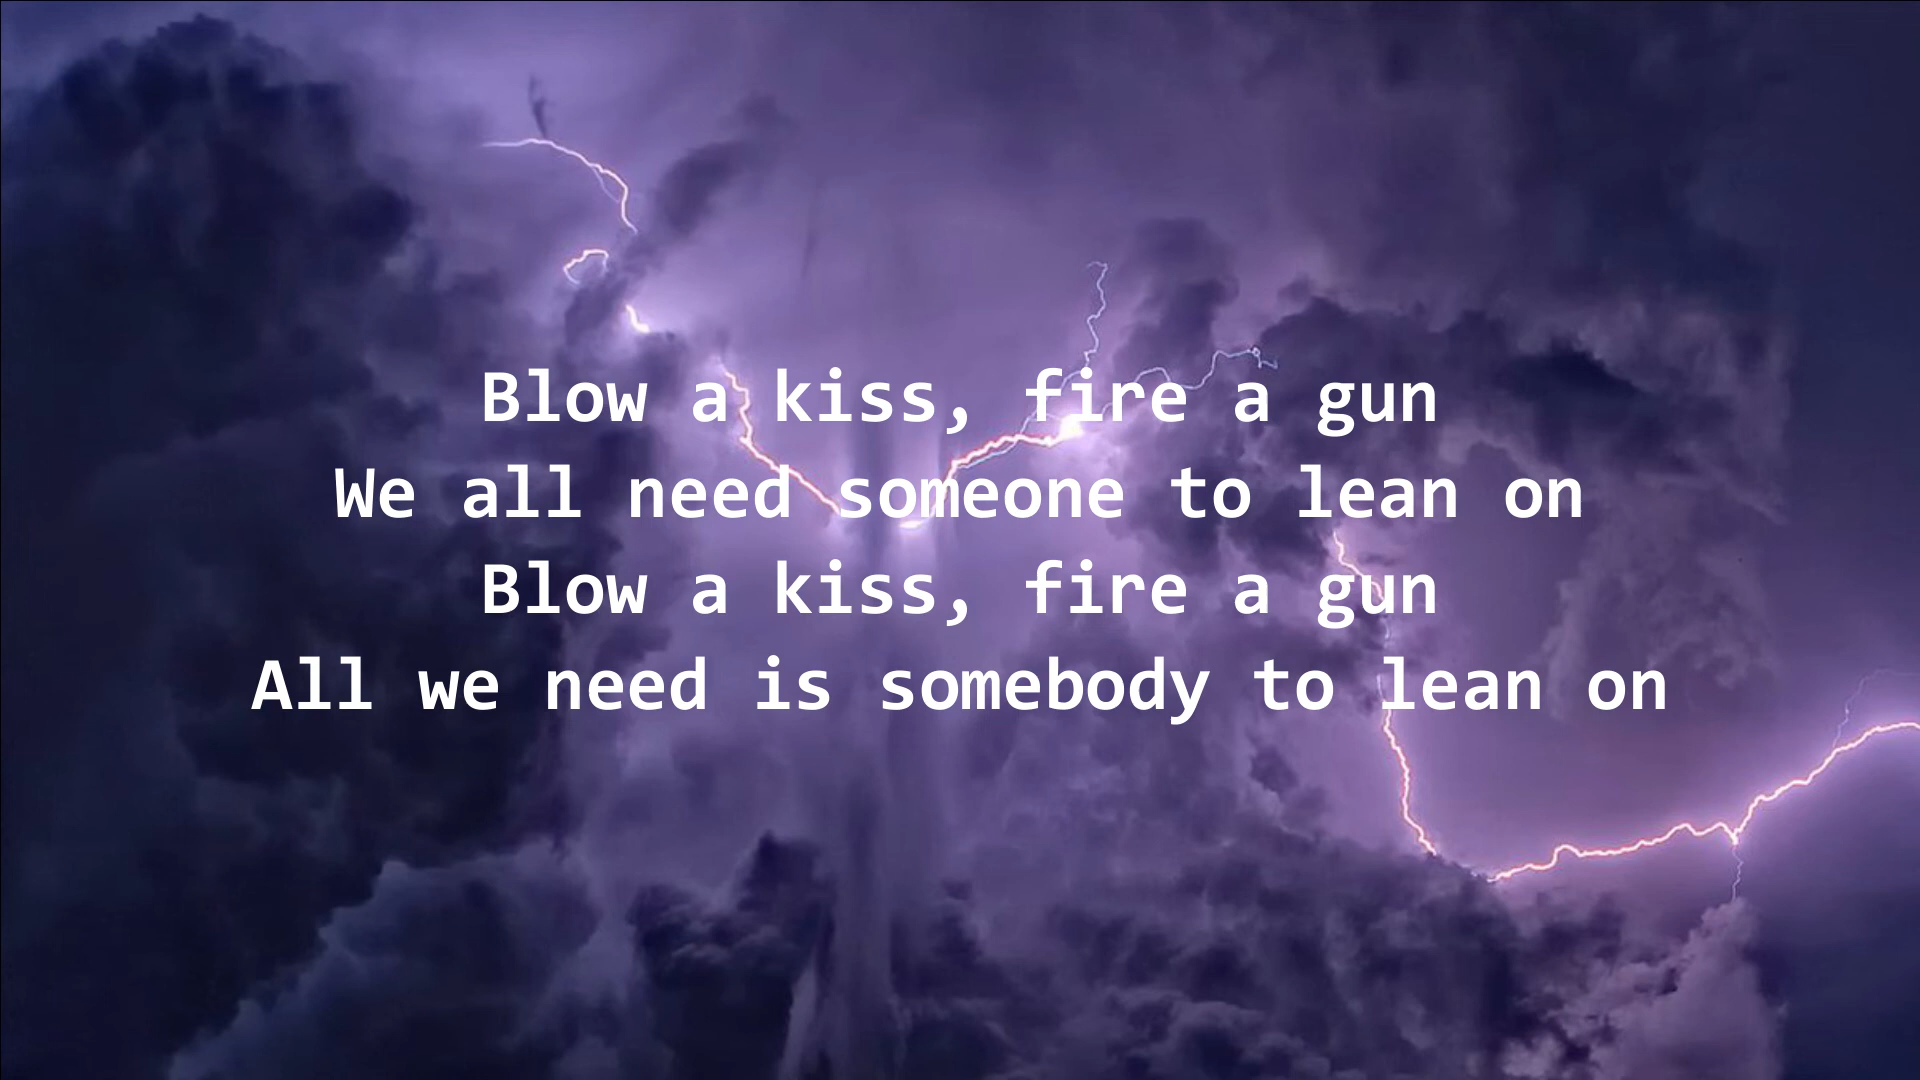 Blow a kiss, fire a gun
We all need someone to lean on
Blow a kiss, fire a gun
All we need is somebody to lean on